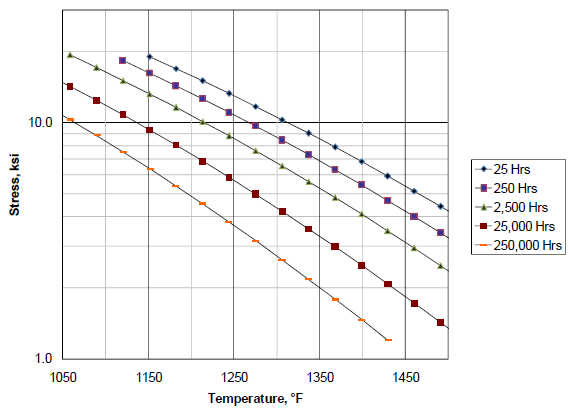 10.0
1.0
Stress, ksi
1050
1150
1250
1350
1450
Temperature, °F
25 Hrs
250 Hrs
2,500 Hrs
25,000 Hrs
250,000 Hrs